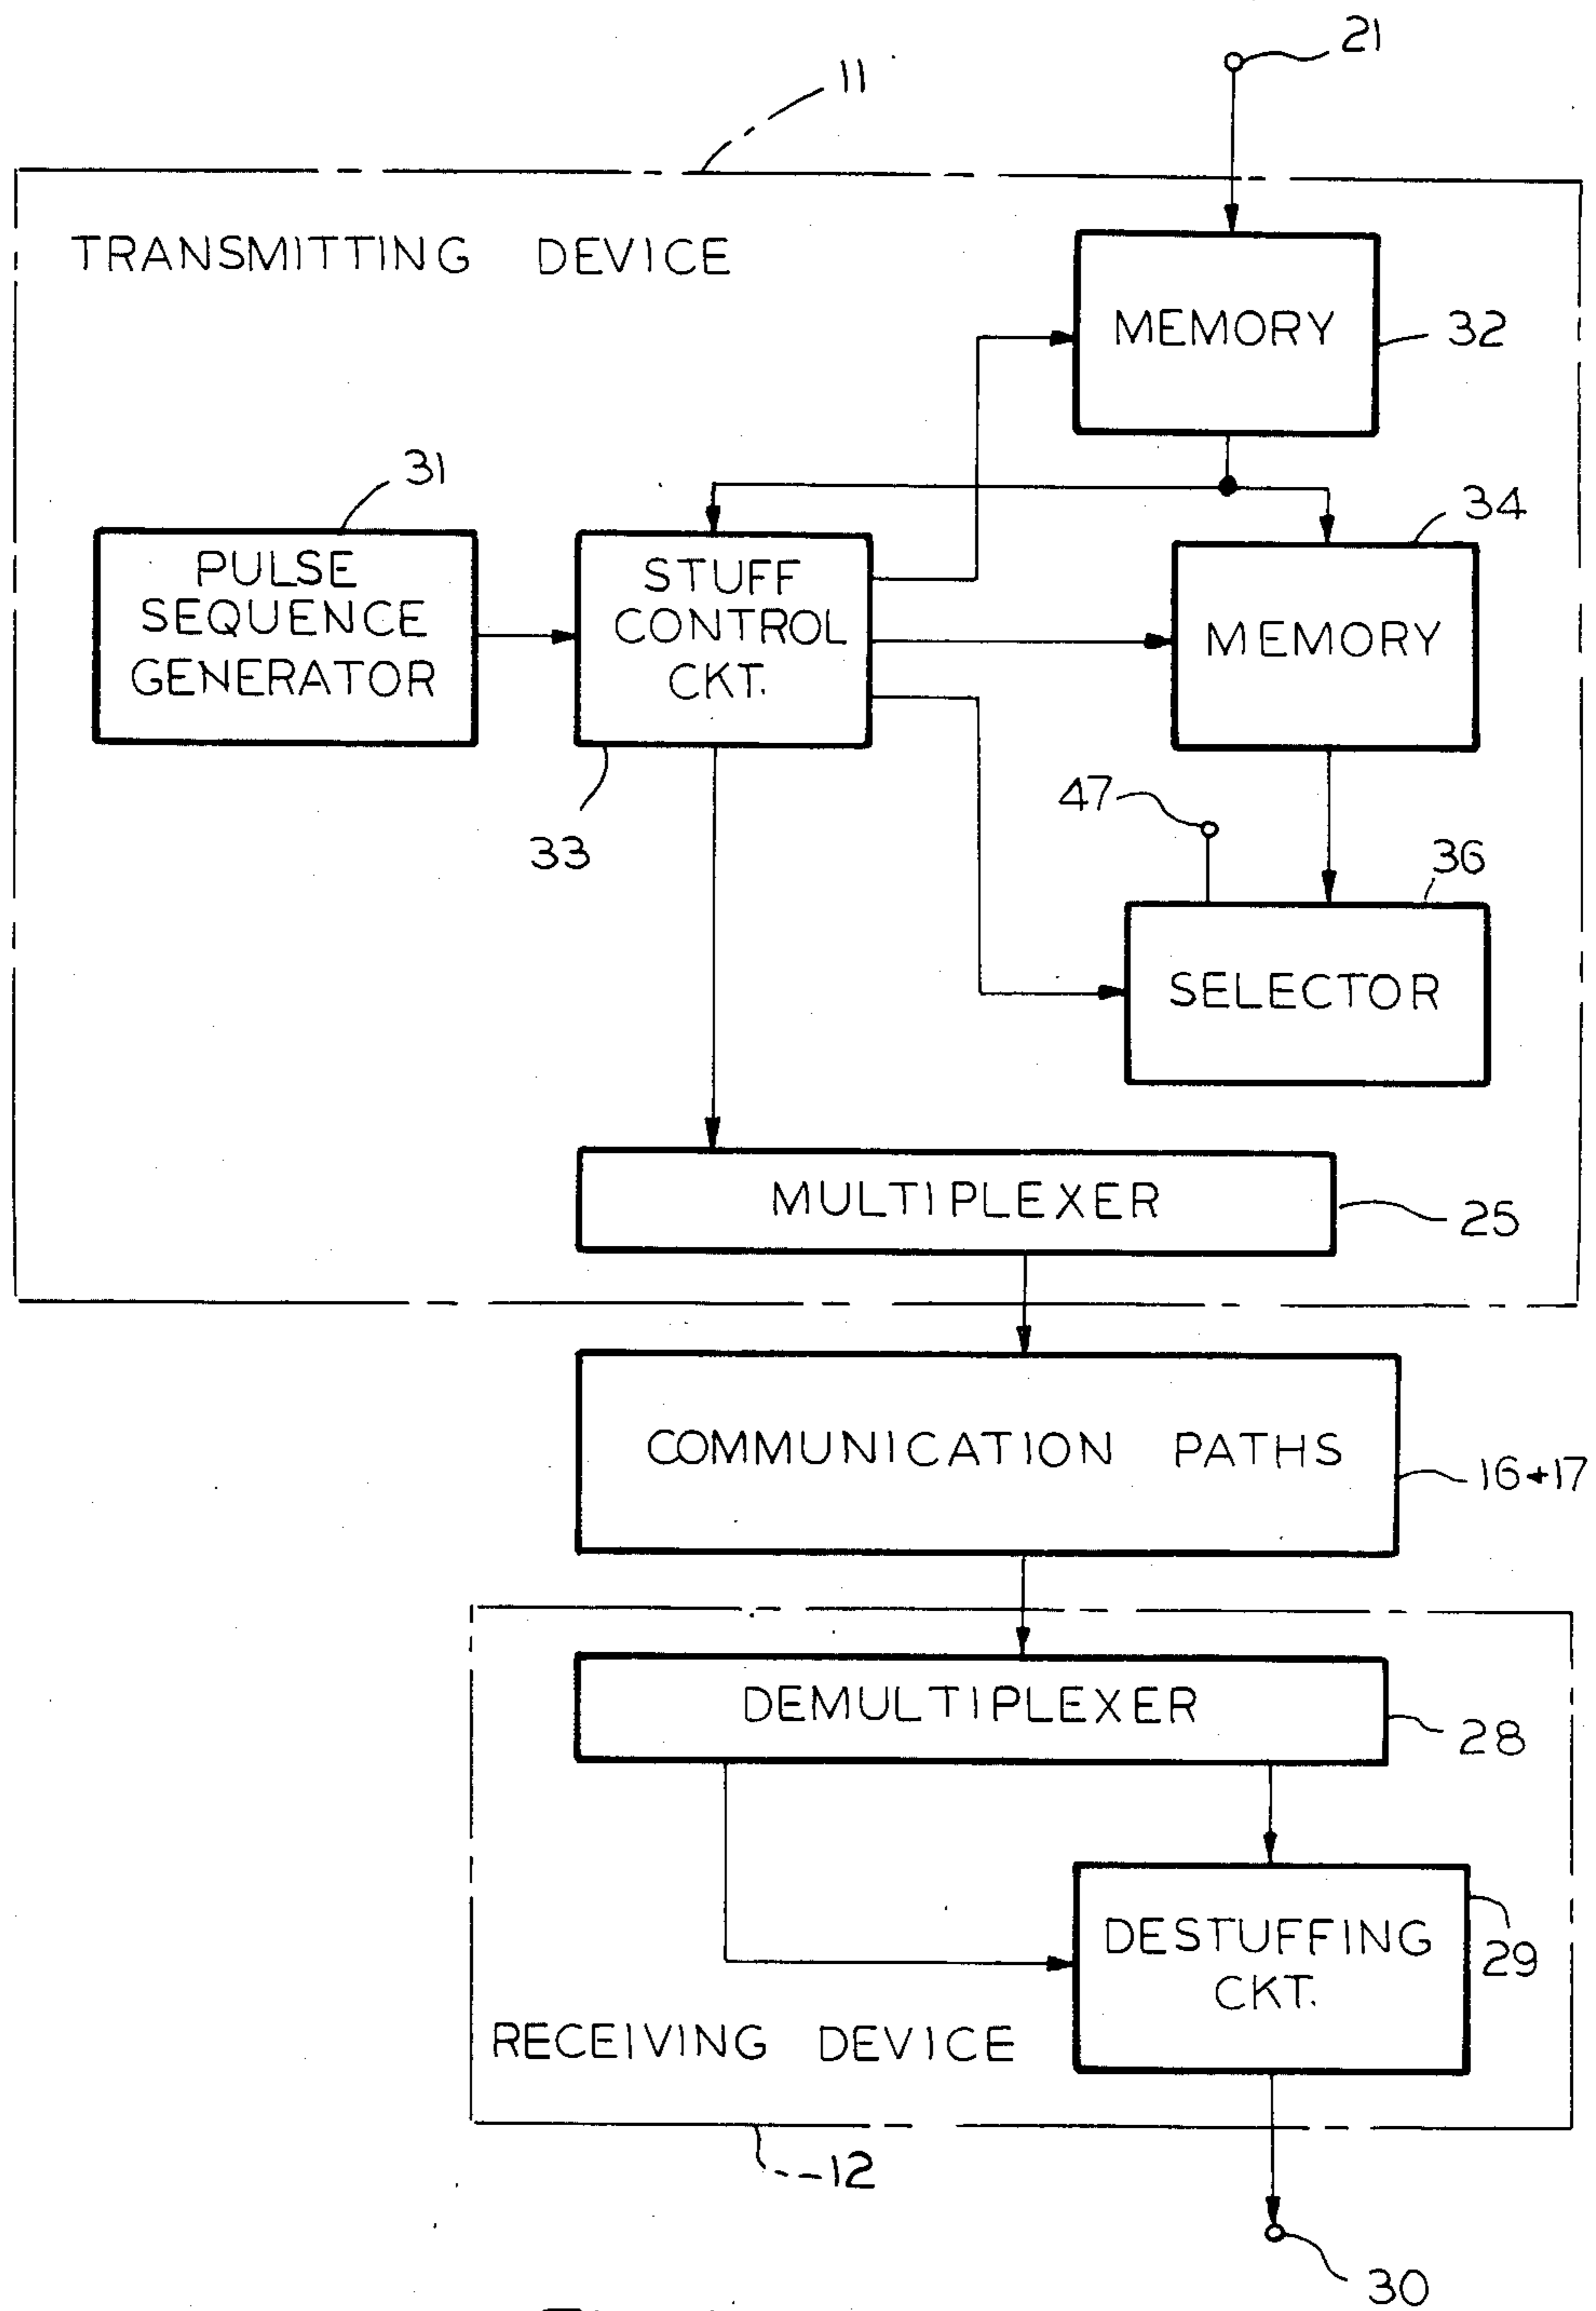 21
11
TRANSMITTING DEVICE
MEMORY
32
31
34
PULSE
SEQUENCE
GENERATOR
STUFF
CONTROL
CKT.
MEMORY
47
33
36
SELECTOR
MULTIPLEXER
25
COMMUNICATION PATHS
16+17
DEMULTIPLEXER
28
DESTUFFING
CKT.
29
RECEIVING DEVICE
12
30